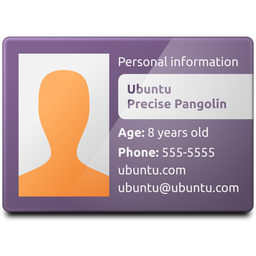 Personal information
Ubuntu
Precise Pangolin
Age: 8 years old
Phone: 555-5555
ubuntu.com
ubuntu@ubuntu.com